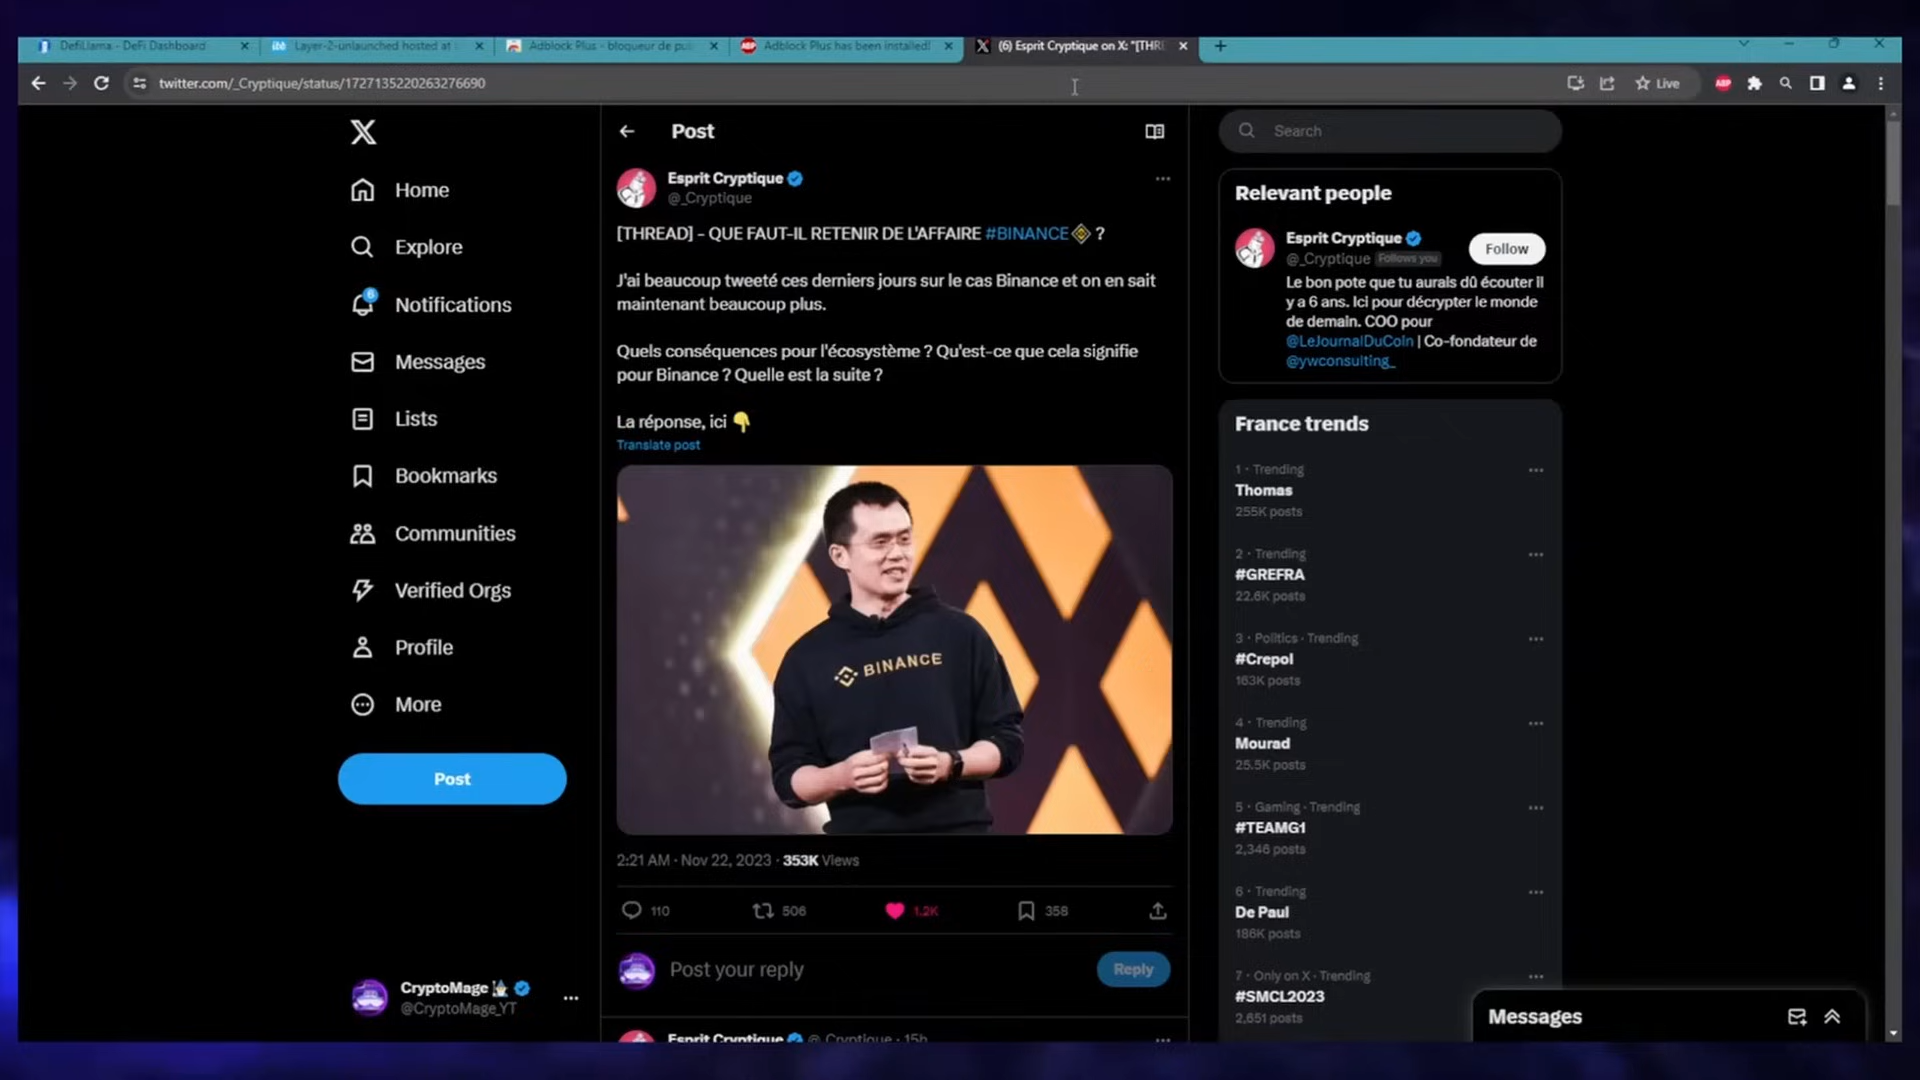 DefiLlama - DeFi Dashboard
Layer-2-unlaunched hosted at
Adblock Plus - bloqueur de pu
Adblock Plus has been installed!
(6) Esprit Cryptique on X: "[THRE
twitter.com/_Cryptique/status/1727135220263276690
Live
ABP
Home
Explore
6
Notifications
Messages
Lists
Bookmarks
Communities
Verified Orgs
Profile
More
Post
CryptoMage
@CryptoMage_YT
Post
Esprit Cryptique
@_Cryptique
[THREAD] - QUE FAUT-IL RETENIR DE L'AFFAIRE #BINANCE ?
J'ai beaucoup tweeté ces derniers jours sur le cas Binance et on en sait
maintenant beaucoup plus.
Quels conséquences pour l'écosystème ? Qu'est-ce que cela signifie
pour Binance ? Quelle est la suite ?
La réponse, ici
Translate post
BINANCE
2:21 AM · Nov 22, 2023 · 353K Views
110 506 1.2K 358
Post your reply
Reply
Esprit Cryptique @_Cryptique · 15h
Search
Relevant people
Esprit Cryptique
Follow
@_Cryptique Follows you
Le bon pote que tu aurais dû écouter il
y a 6 ans. Ici pour décrypter le monde
de demain. COO pour
@LeJournalDuCoin | Co-fondateur de
@ywconsulting_
France trends
1 · Trending
Thomas
255K posts
2 · Trending
#GREFRA
22.6K posts
3 · Politics · Trending
#Crepol
163K posts
4 · Trending
Mourad
25.5K posts
5 · Gaming · Trending
#TEAMG1
2,346 posts
6 · Trending
De Paul
186K posts
7 · Only on X · Trending
#SMCL2023
2,651 posts
Messages